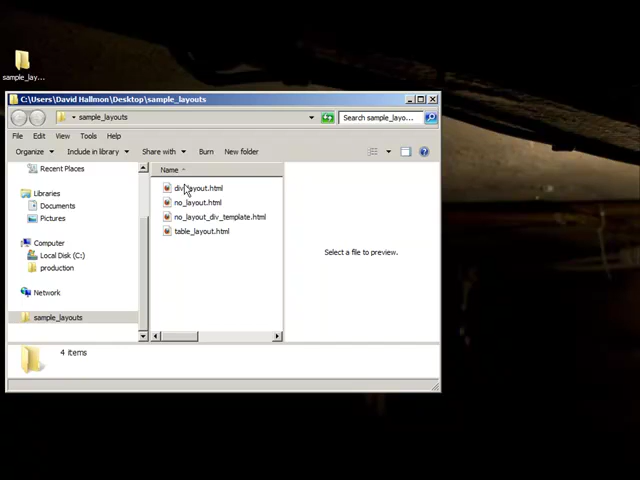 sample_lay...
C:\Users\David Hallmon\Desktop\sample_layouts
sample_layouts
Search sample_layo...
File Edit View Tools Help
Organize Include in library Share with Burn New folder
Recent Places
Libraries
Documents
Pictures
Computer
Local Disk (C:)
production
Network
sample_layouts
Name
div_layout.html
no_layout.html
no_layout_div_template.html
table_layout.html
Select a file to preview.
4 items